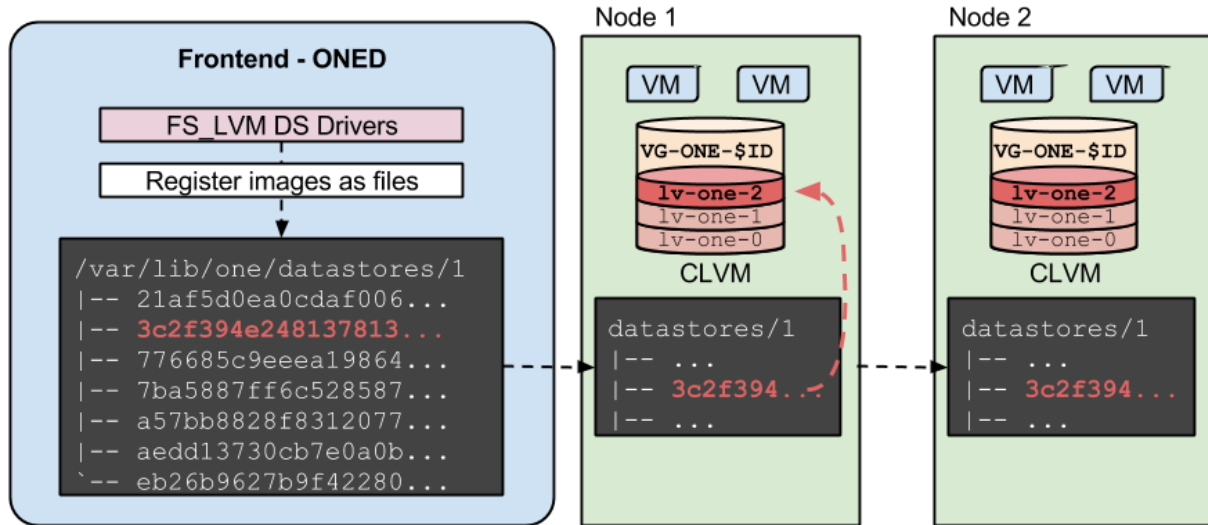 Frontend - ONED
FS_LVM DS Drivers
Register images as files
/var/lib/one/datastores/1
|-- 21af5d0ea0cdaf006...
|-- 3c2f394e248137813...
|-- 776685c9eeea19864...
|-- 7ba5887ff6c528587...
|-- a57bb8828f8312077...
|-- aedd13730cb7e0a0b...
`-- eb26b9627b9f42280...
Node 1
VM VM
VG-ONE-$ID
lv-one-2
lv-one-1
lv-one-0
CLVM
datastores/1
|-- ...
|-- 3c2f394...
|-- ...
Node 2
VM VM
VG-ONE-$ID
lv-one-2
lv-one-1
lv-one-0
CLVM
datastores/1
|-- ...
|-- 3c2f394...
|-- ...